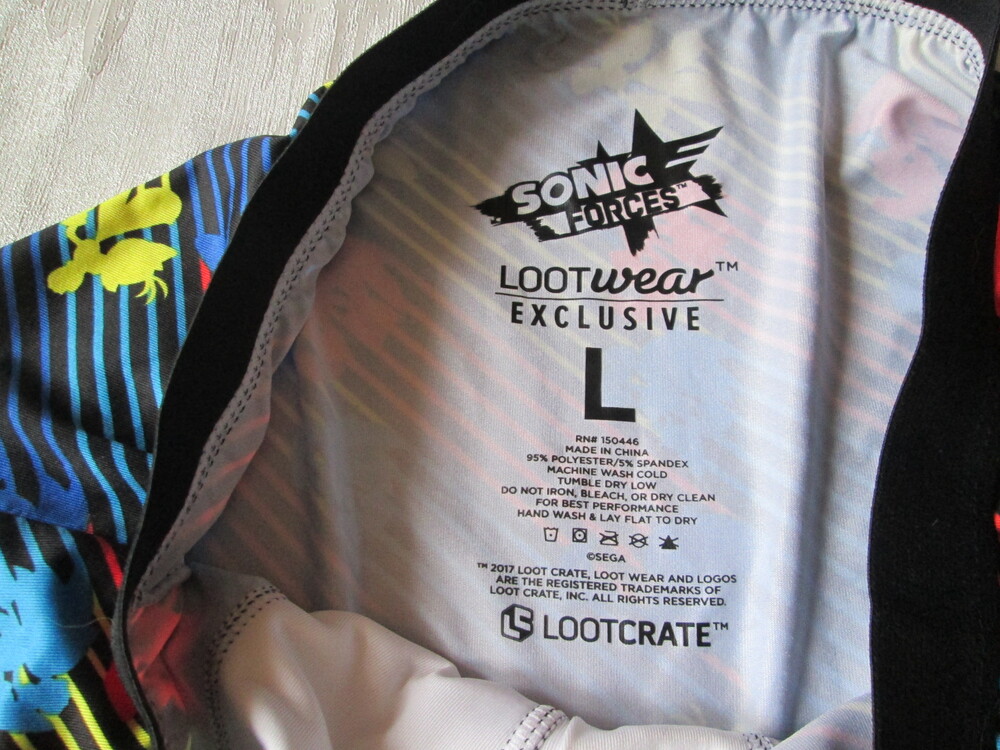 SONIC
FORCES™
LOOTwear™
EXCLUSIVE
L
RN# 150446
MADE IN CHINA
95% POLYESTER/5% SPANDEX
MACHINE WASH COLD
TUMBLE DRY LOW
DO NOT IRON, BLEACH, OR DRY CLEAN
FOR BEST PERFORMANCE
HAND WASH & LAY FLAT TO DRY
©SEGA
™ 2017 LOOT CRATE, LOOT WEAR AND LOGOS
ARE THE REGISTERED TRADEMARKS OF
LOOT CRATE, INC. ALL RIGHTS RESERVED.
LOOTCRATE™